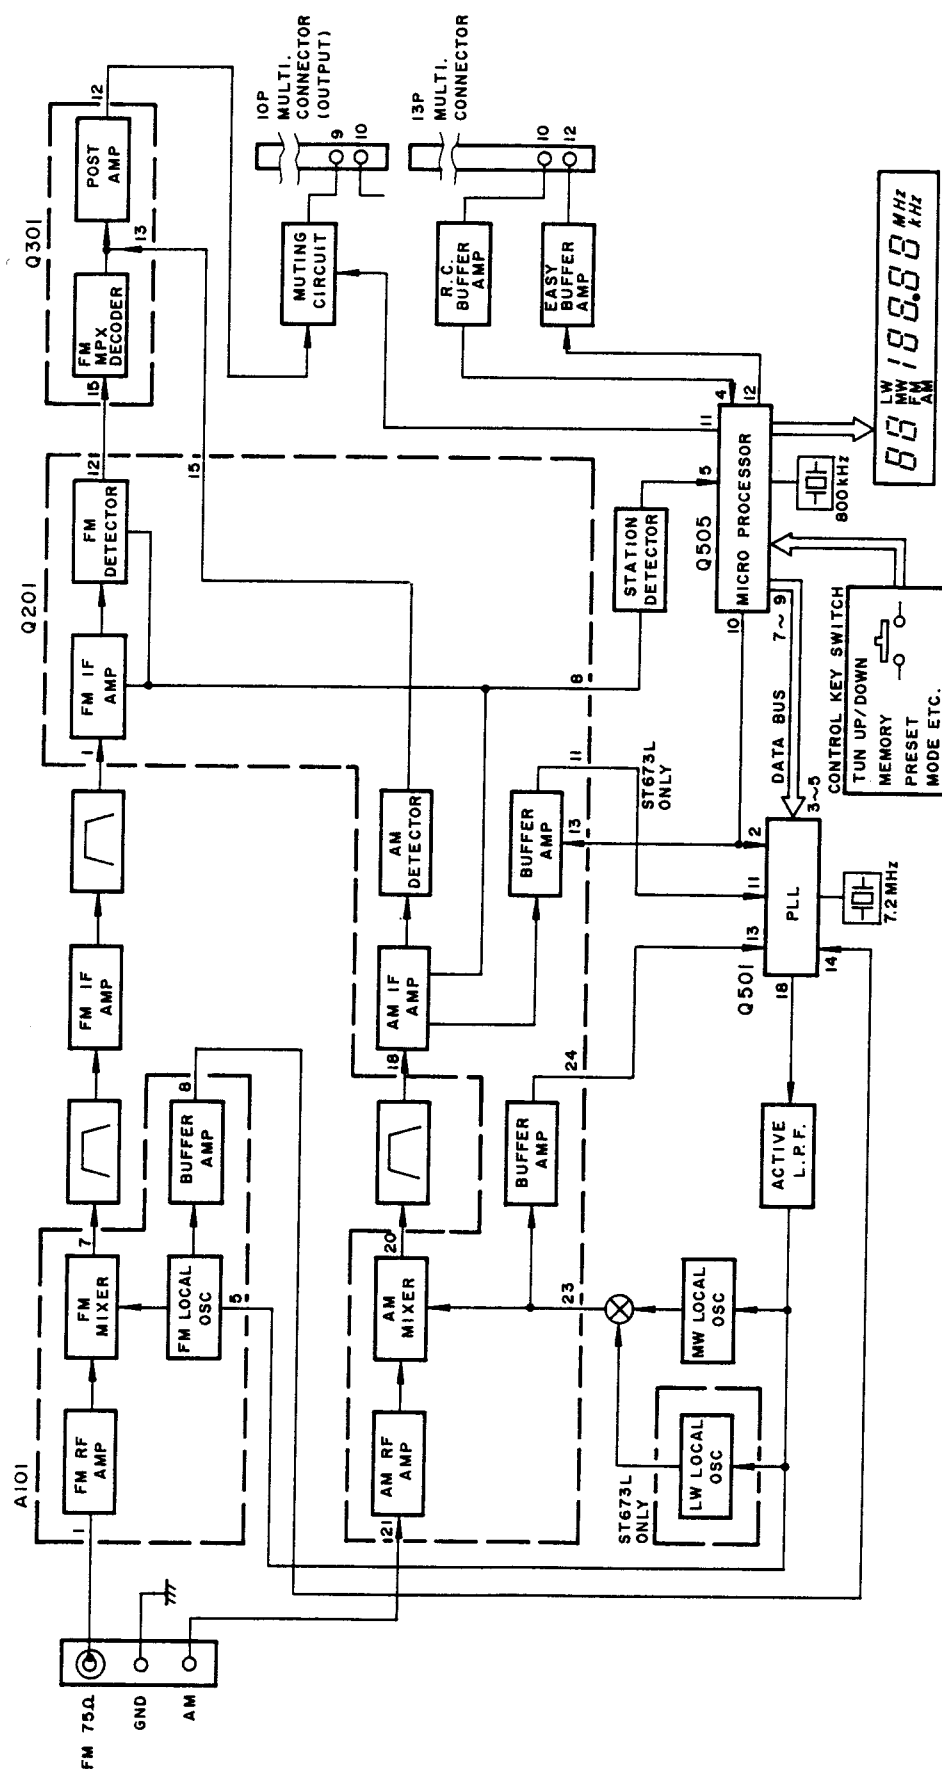 FM 75Ω
GND
AM
A101
1
FM RF
AMP
FM
MIXER
7
FM LOCAL
OSC
5
BUFFER
AMP
8
FM IF
AMP
Q201
1
FM IF
AMP
FM
DETECTOR
12
Q301
15
FM
MPX
DECODER
13
POST
AMP
12
15
21
AM RF
AMP
AM
MIXER
20
18
AM IF
AMP
AM
DETECTOR
BUFFER
AMP
24
BUFFER
AMP
11
13
8
23
ST673L
ONLY
LW LOCAL
OSC
MW LOCAL
OSC
ACTIVE
L.P.F.
Q501
18
14
13
11
2
PLL
3~5
7.2MHz
ST673L
ONLY
DATA BUS
7~9
10
STATION
DETECTOR
5
Q505
MICRO PROCESSOR
11
4
12
800kHz
CONTROL KEY SWITCH
TUN UP/DOWN
MEMORY
PRESET
MODE ETC.
MUTING
CIRCUIT
R.C.
BUFFER
AMP
EASY
BUFFER
AMP
10P
MULTI.
CONNECTOR
(OUTPUT)
9
10
13P
MULTI.
CONNECTOR
10
12
88
LW
MW
FM
AM
188.88
MHz
kHz